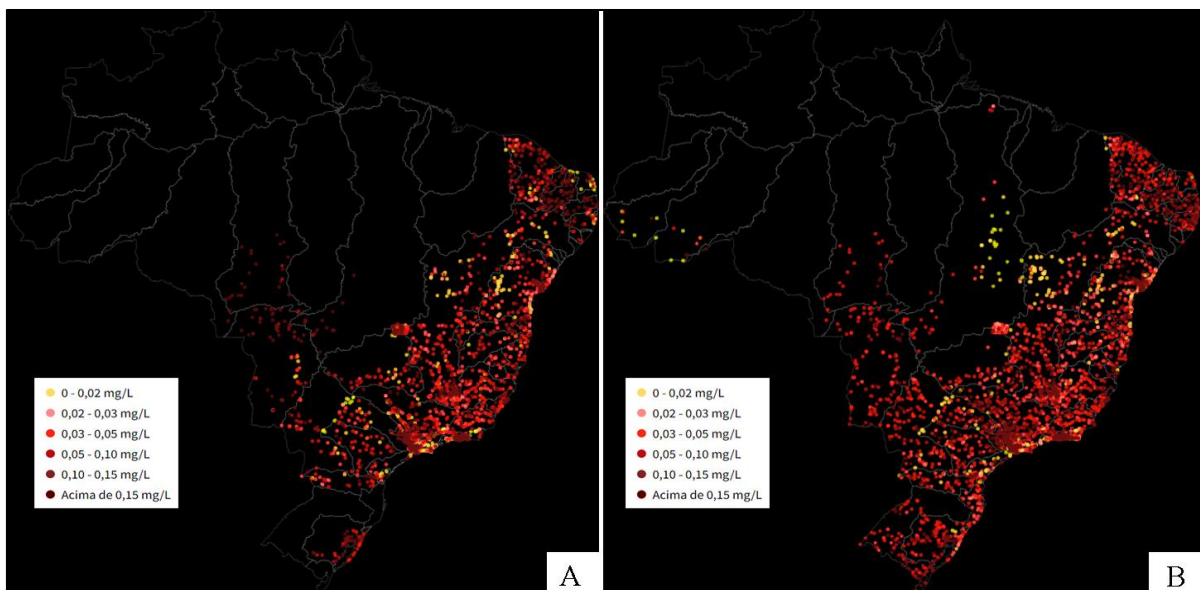 0 - 0,02 mg/L
0,02 - 0,03 mg/L
0,03 - 0,05 mg/L
0,05 - 0,10 mg/L
0,10 - 0,15 mg/L
Acima de 0,15 mg/L
A
0 - 0,02 mg/L
0,02 - 0,03 mg/L
0,03 - 0,05 mg/L
0,05 - 0,10 mg/L
0,10 - 0,15 mg/L
Acima de 0,15 mg/L
B